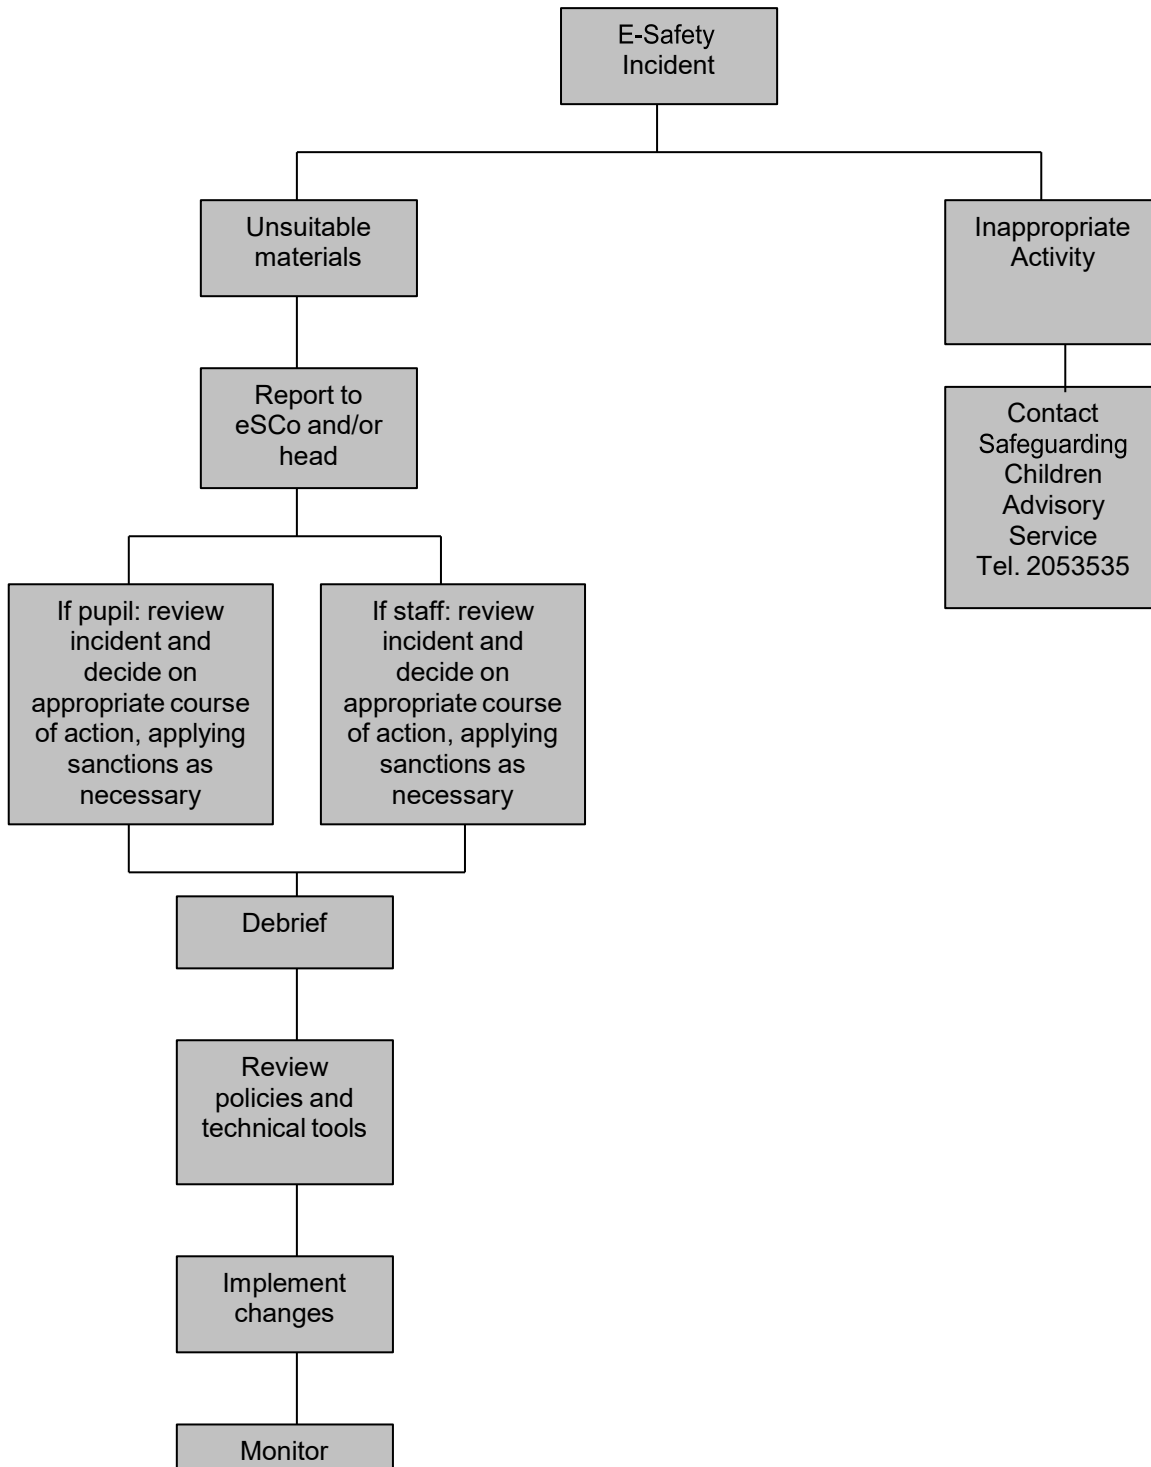 E-Safety
Incident
Unsuitable
materials
Inappropriate
Activity
Report to
eSCo and/or
head
Contact
Safeguarding
Children
Advisory
Service
Tel. 2053535
If pupil: review
incident and
decide on
appropriate course
of action, applying
sanctions as
necessary
If staff: review
incident and
decide on
appropriate course
of action, applying
sanctions as
necessary
Debrief
Review
policies and
technical tools
Implement
changes
Monitor